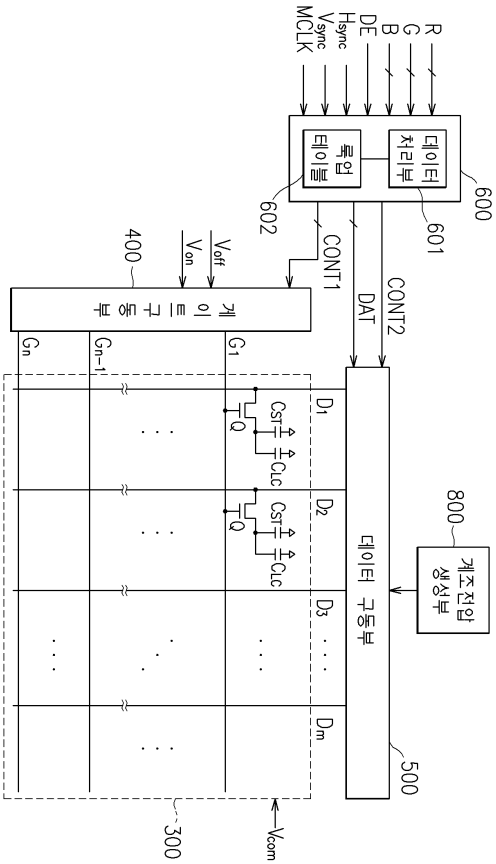 R
G
B
DE
Hsync
Vsync
MCLK
데이터
처리부
룩업
테이블
600
601
602
CONT2
DAT
CONT1
Voff
Von
400
게이트 구동부
800
계조전압
생성부
데이터 구동부
500
D1
D2
D3
Dm
G1
Gn-1
Gn
Q
CST
CLC
Q
CST
CLC
Vcom
300